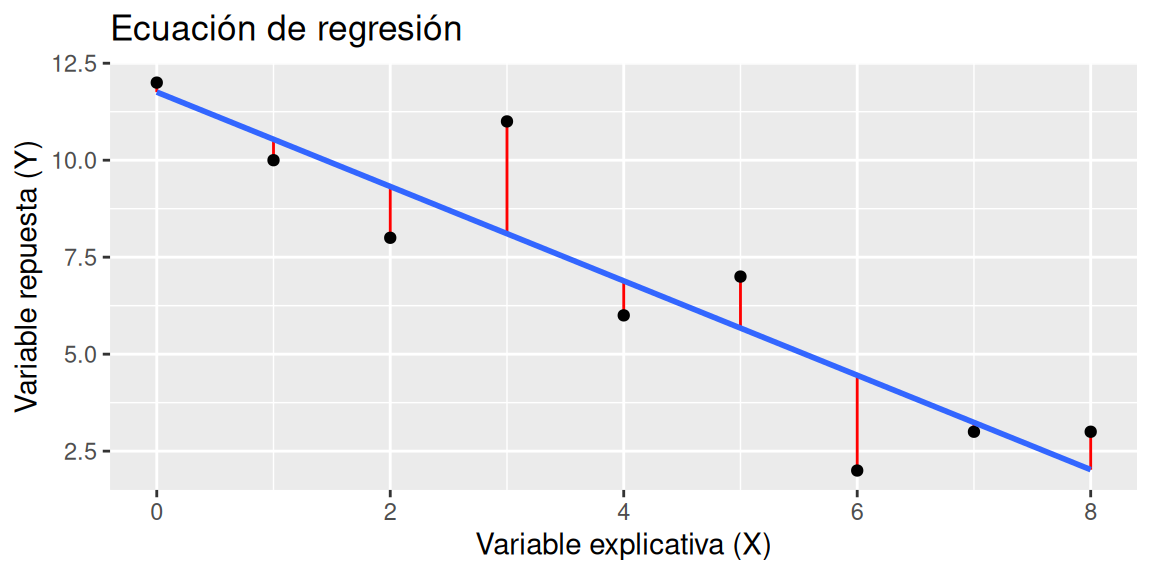 Ecuación de regresión
12.5
10.0
7.5
5.0
2.5
Variable repuesta (Y)
0 2 4 6 8
Variable explicativa (X)